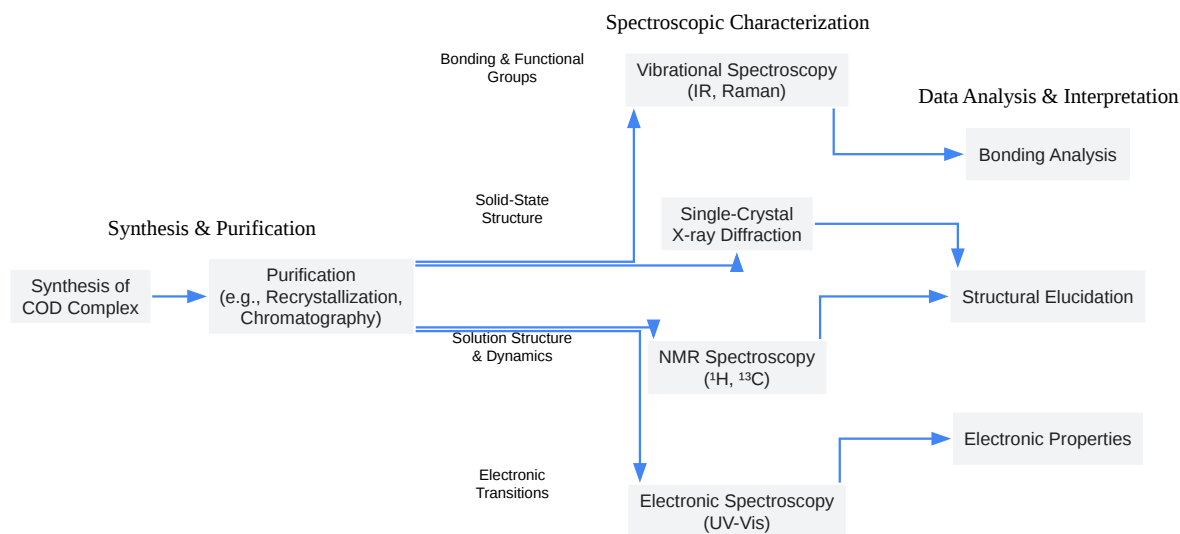 Spectroscopic Characterization
Bonding & Functional
Groups
Vibrational Spectroscopy
(IR, Raman)
Data Analysis & Interpretation
Bonding Analysis
Solid-State
Structure
Single-Crystal
X-ray Diffraction
Synthesis & Purification
Synthesis of
COD Complex
Purification
(e.g., Recrystallization,
Chromatography)
Structural Elucidation
Solution Structure
& Dynamics
NMR Spectroscopy
(¹H, ¹³C)
Electronic Properties
Electronic
Transitions
Electronic Spectroscopy
(UV-Vis)